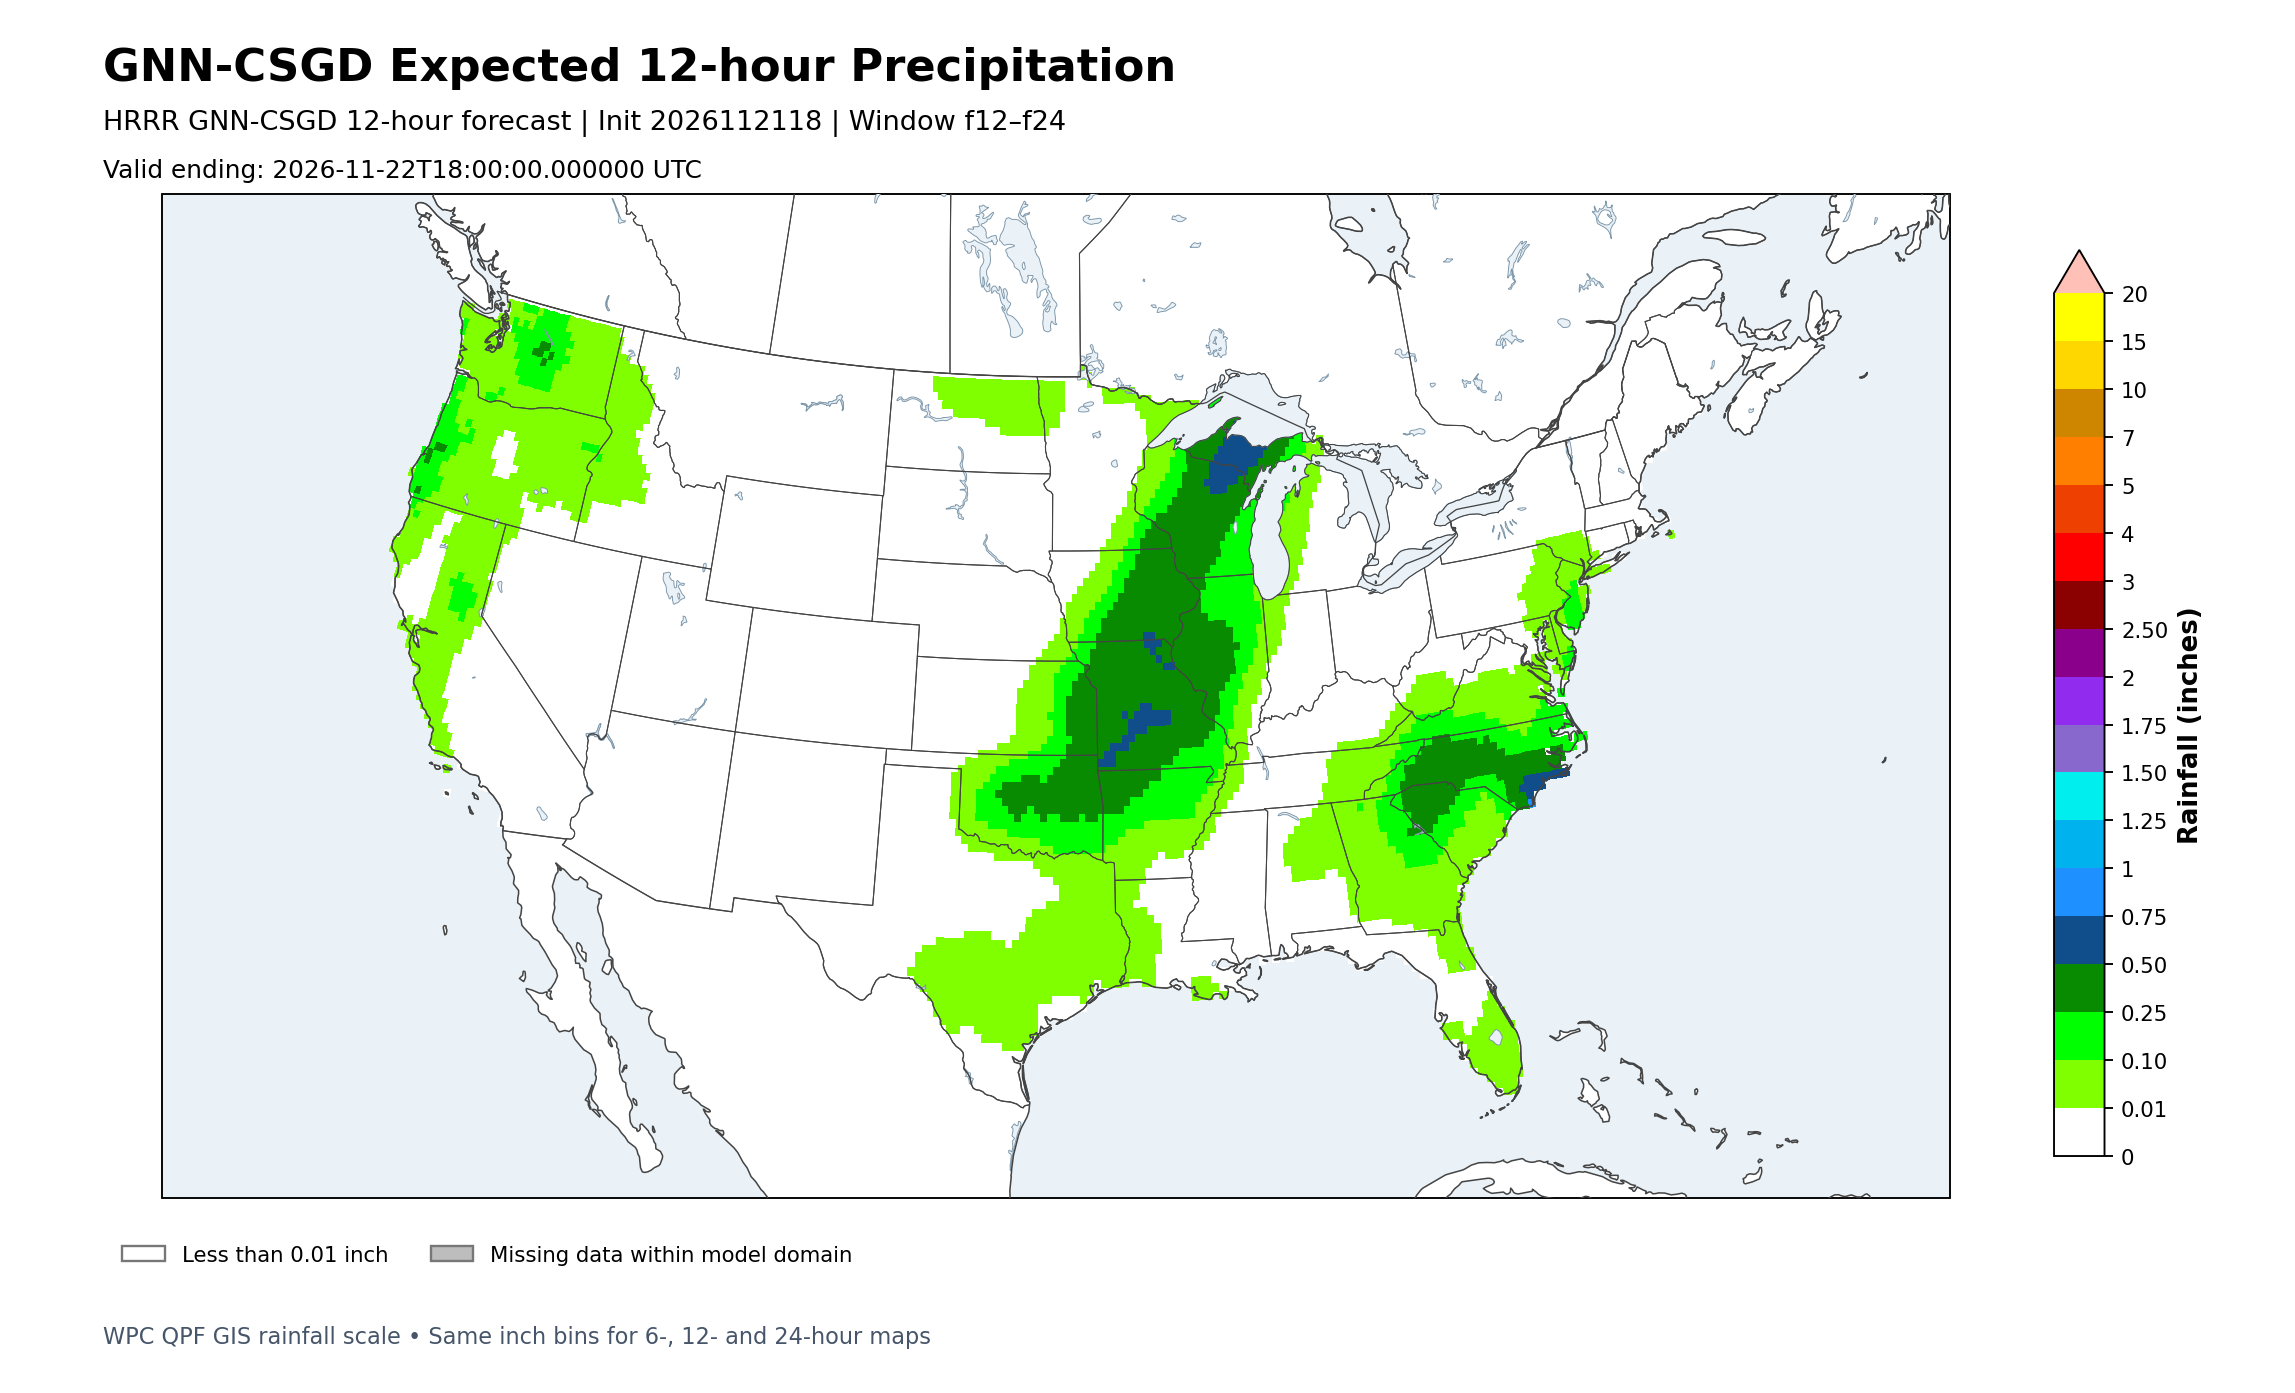 GNN-CSGD Expected 12-hour Precipitation
HRRR GNN-CSGD 12-hour forecast | Init 2026112118 | Window f12–f24
Valid ending: 2026-11-22T18:00:00.000000 UTC
20
15
10
7
5
4
3
2.50
2
1.75
1.50
1.25
1
0.75
0.50
0.25
0.10
0.01
0
Rainfall (inches)
Less than 0.01 inch
Missing data within model domain
WPC QPF GIS rainfall scale • Same inch bins for 6-, 12- and 24-hour maps